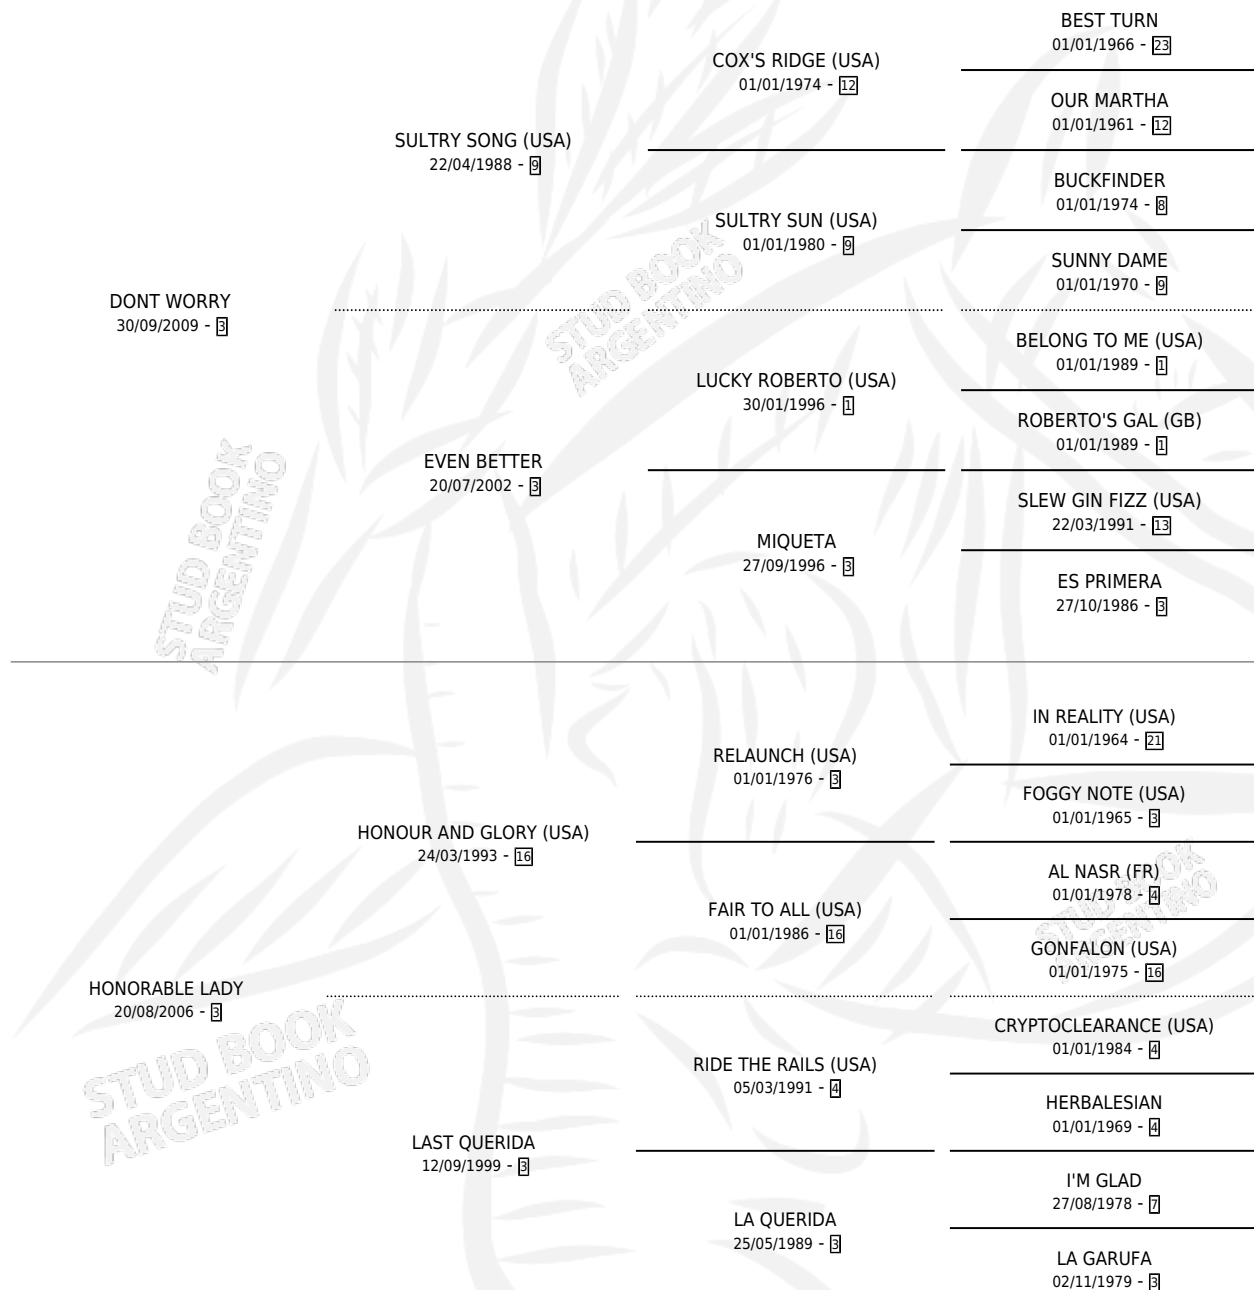 BEST TURN
01/01/1966 - 23
COX'S RIDGE (USA)
01/01/1974 - 12
OUR MARTHA
01/01/1961 - 12
SULTRY SONG (USA)
22/04/1988 - 9
BUCKFINDER
01/01/1974 - 8
SULTRY SUN (USA)
01/01/1980 - 9
SUNNY DAME
01/01/1970 - 9
DONT WORRY
30/09/2009 - 3
BELONG TO ME (USA)
01/01/1989 - 1
LUCKY ROBERTO (USA)
30/01/1996 - 1
ROBERTO'S GAL (GB)
01/01/1989 - 1
EVEN BETTER
20/07/2002 - 3
SLEW GIN FIZZ (USA)
22/03/1991 - 13
MIQUETA
27/09/1996 - 3
ES PRIMERA
27/10/1986 - 3
STUD BOOK
ARGENTINO
STUD BOOK
ARGENTINO
IN REALITY (USA)
01/01/1964 - 21
RELAUNCH (USA)
01/01/1976 - 3
FOGGY NOTE (USA)
01/01/1965 - 3
HONOUR AND GLORY (USA)
24/03/1993 - 16
AL NASR (FR)
01/01/1978 - 4
FAIR TO ALL (USA)
01/01/1986 - 16
GONFALON (USA)
01/01/1975 - 16
HONORABLE LADY
20/08/2006 - 3
CRYPTOCLEARANCE (USA)
01/01/1984 - 4
RIDE THE RAILS (USA)
05/03/1991 - 4
HERBALESIAN
01/01/1969 - 4
LAST QUERIDA
12/09/1999 - 3
I'M GLAD
27/08/1978 - 7
LA QUERIDA
25/05/1989 - 3
LA GARUFA
02/11/1979 - 3
STUD BOOK
ARGENTINO
STUD BOOK
ARGENTINO